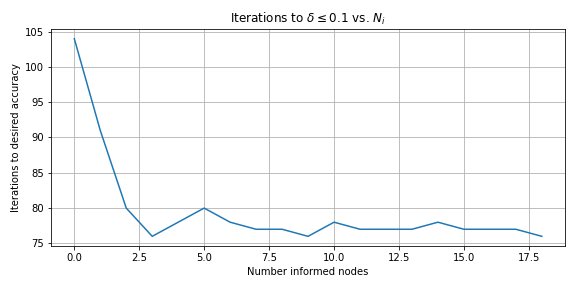 Iterations to δ ≤ 0.1 vs. N_i
105
100
95
90
85
80
75
Iterations to desired accuracy
0.0 2.5 5.0 7.5 10.0 12.5 15.0 17.5
Number informed nodes